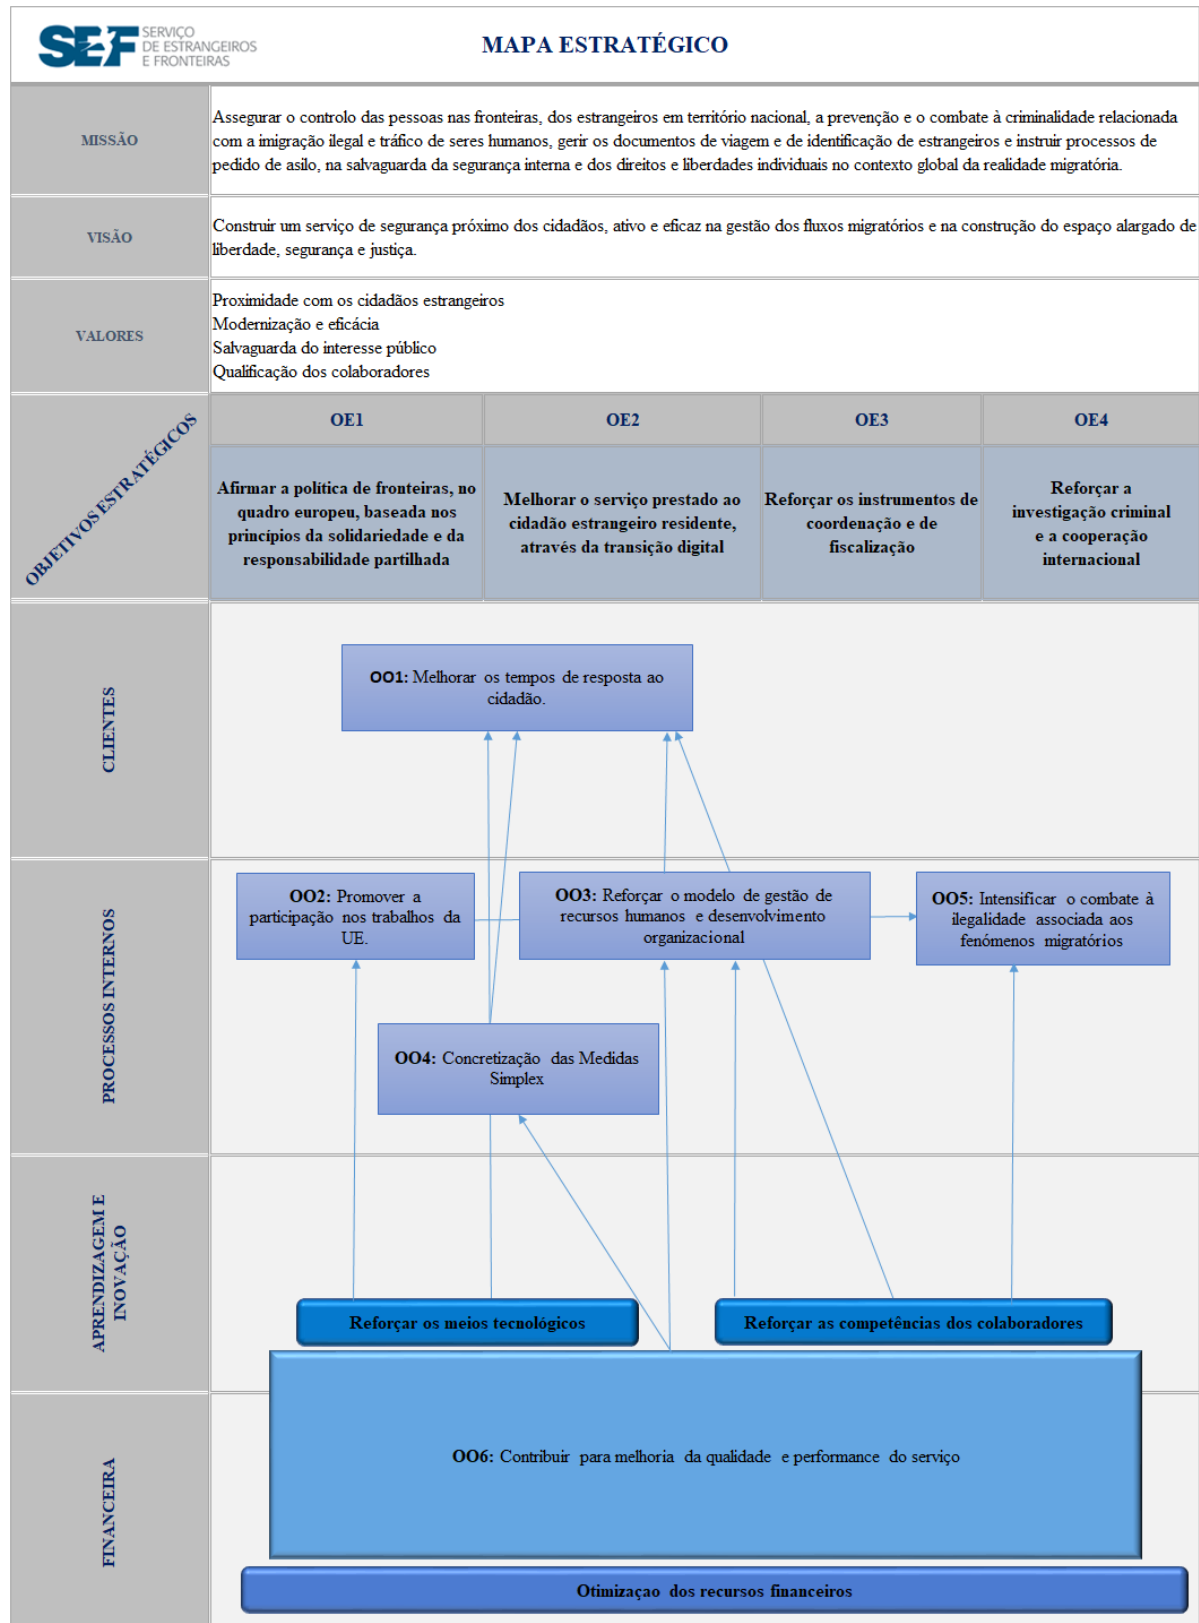 SEF SERVIÇO
DE ESTRANGEIROS
E FRONTEIRAS
MAPA ESTRATÉGICO
MISSÃO
Assegurar o controlo das pessoas nas fronteiras, dos estrangeiros em território nacional, a prevenção e o combate à criminalidade relacionada
com a imigração ilegal e tráfico de seres humanos, gerir os documentos de viagem e de identificação de estrangeiros e instruir processos de
pedido de asilo, na salvaguarda da segurança interna e dos direitos e liberdades individuais no contexto global da realidade migratória.
VISÃO
Construir um serviço de segurança próximo dos cidadãos, ativo e eficaz na gestão dos fluxos migratórios e na construção do espaço alargado de
liberdade, segurança e justiça.
VALORES
Proximidade com os cidadãos estrangeiros
Modernização e eficácia
Salvaguarda do interesse público
Qualificação dos colaboradores
OBJETIVOS ESTRATÉGICOS
OE1
OE2
OE3
OE4
Afirmar a política de fronteiras, no
quadro europeu, baseada nos
princípios da solidariedade e da
responsabilidade partilhada
Melhorar o serviço prestado ao
cidadão estrangeiro residente,
através da transição digital
Reforçar os instrumentos de
coordenação e de
fiscalização
Reforçar a
investigação criminal
e a cooperação
internacional
CLIENTES
OO1: Melhorar os tempos de resposta ao
cidadão.
PROCESSOS INTERNOS
OO2: Promover a
participação nos trabalhos da
UE.
OO3: Reforçar o modelo de gestão de
recursos humanos e desenvolvimento
organizacional
OO5: Intensificar o combate à
ilegalidade associada aos
fenómenos migratórios
OO4: Concretização das Medidas
Simplex
APRENDIZAGEM E
INOVAÇÃO
Reforçar os meios tecnológicos
Reforçar as competências dos colaboradores
FINANCEIRA
OO6: Contribuir para melhoria da qualidade e performance do serviço
Otimizaçao dos recursos financeiros